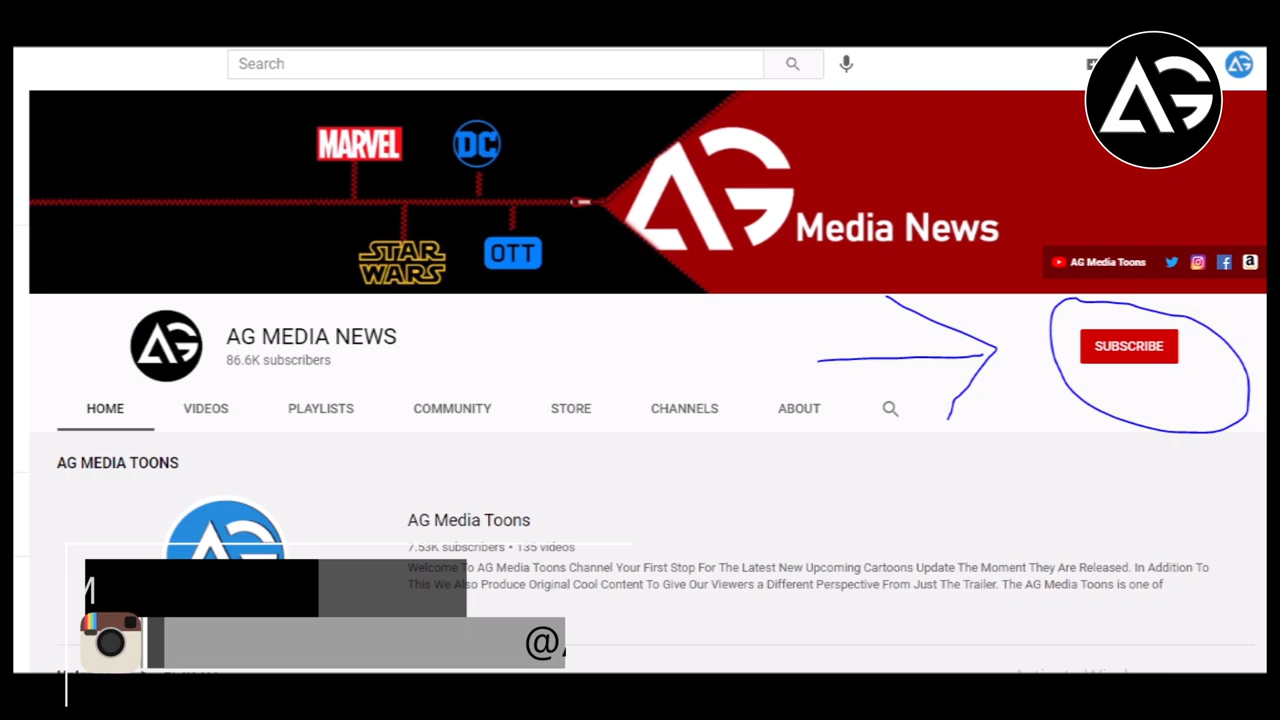 Search
AG
MARVEL
DC
STAR
WARS
OTT
AG
Media News
AG Media Toons
AG
AG MEDIA NEWS
86.6K subscribers
SUBSCRIBE
HOME VIDEOS PLAYLISTS COMMUNITY STORE CHANNELS ABOUT
AG MEDIA TOONS
AG Media Toons
7.53K subscribers • 135 videos
Welcome To AG Media Toons Channel Your First Stop For The Latest New Upcoming Cartoons Update The Moment They Are Released. In Addition To
This We Also Produce Original Cool Content To Give Our Viewers a Different Perspective From Just The Trailer. The AG Media Toons is one of
M
@